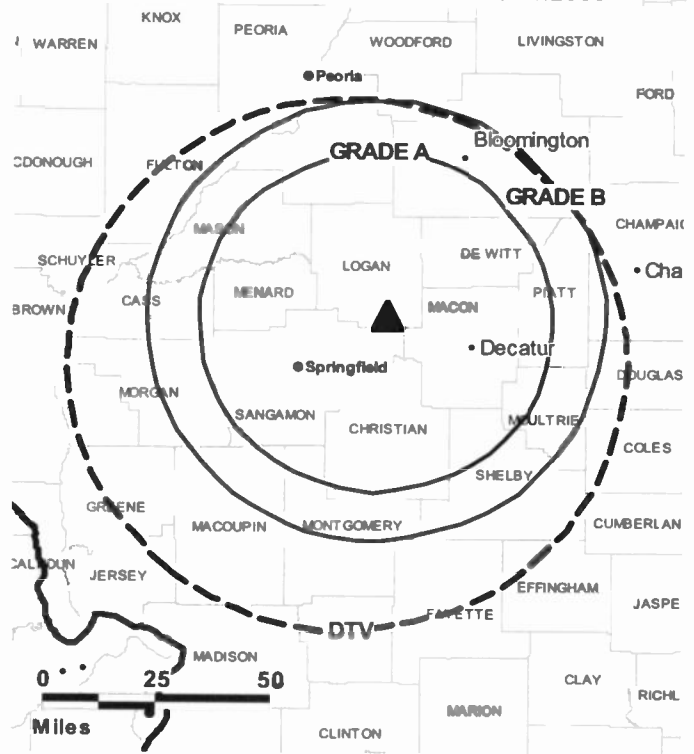 KNOX
PEORIA
WARREN
WOODFORD
LIVINGSTON
Peoria
FORD
Bloomington
GRADE A
CDONOUGH
FULTON
GRADE B
CHAMPAIG
MASON
DE WITT
SCHUYLER
LOGAN
Cha
CASS
MENARD
PIATT
BROWN
MACON
Decatur
Springfield
DOUGLAS
MORGAN
SANGAMON
MOULTRIE
CHRISTIAN
COLES
SHELBY
GREENE
MACOUPIN
MONTGOMERY
CUMBERLAN
CALHOUN
JERSEY
EFFINGHAM
JASPE
FAYETTE
DTV
MADISON
0 25 50
CLAY
RICHL
MARION
Miles
CLINTON